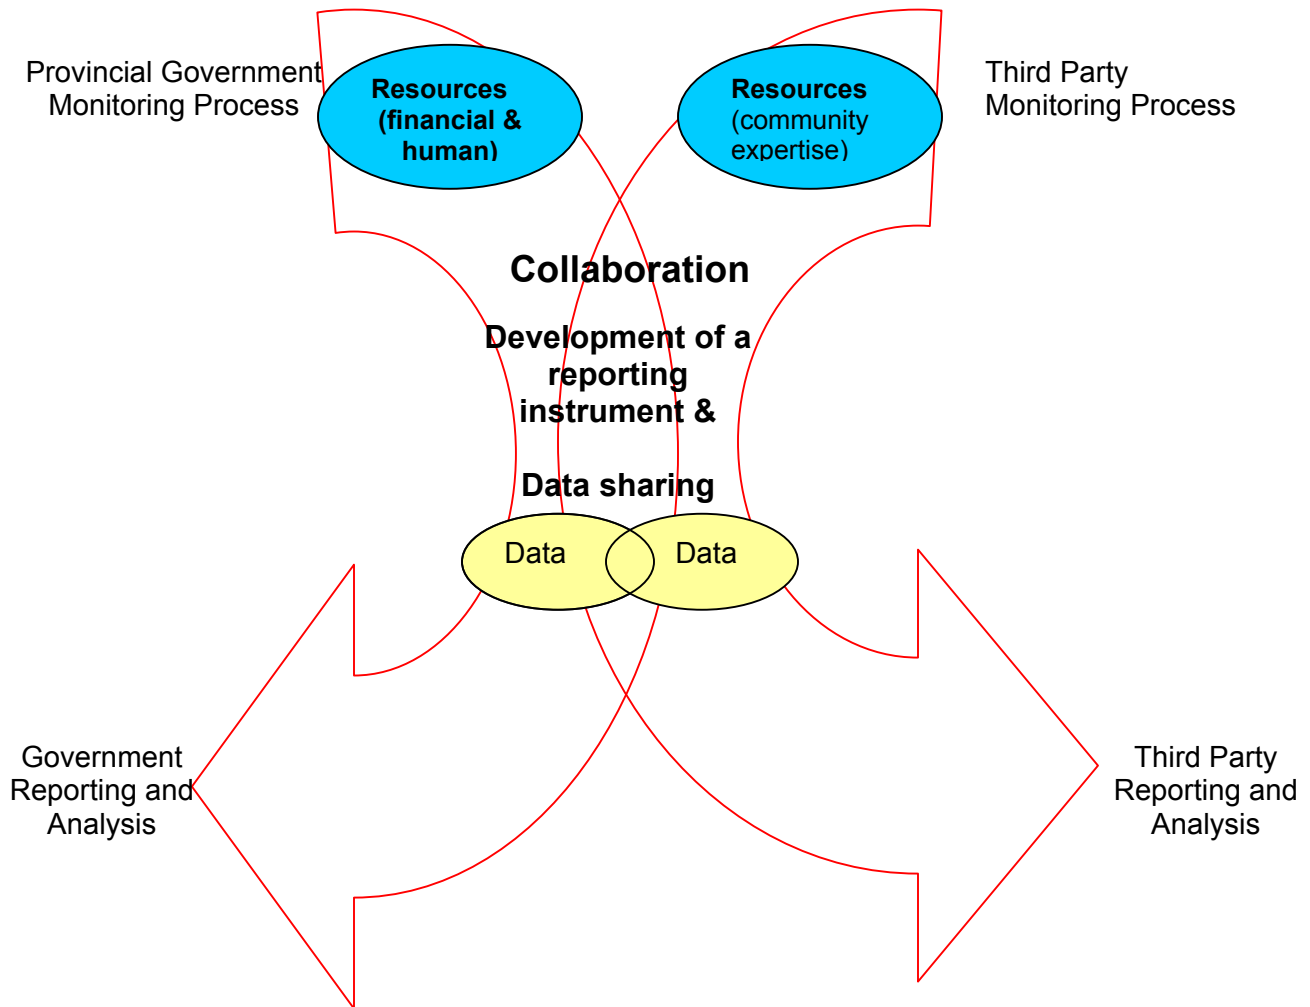 Provincial Government
Monitoring Process
Resources
(financial &
human)
Resources
(community
expertise)
Third Party
Monitoring Process
Collaboration
Development of a
reporting
instrument &
Data sharing
Data
Data
Government
Reporting and
Analysis
Third Party
Reporting and
Analysis